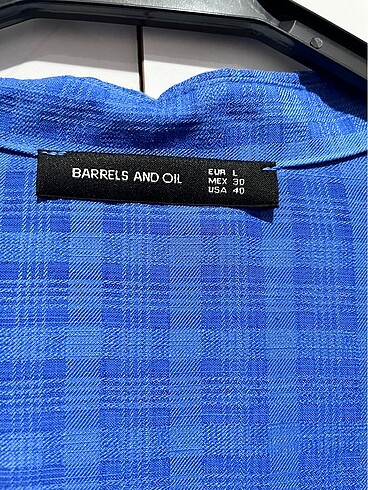 BARRELS AND OIL
EUR L
MEX 30
USA 40